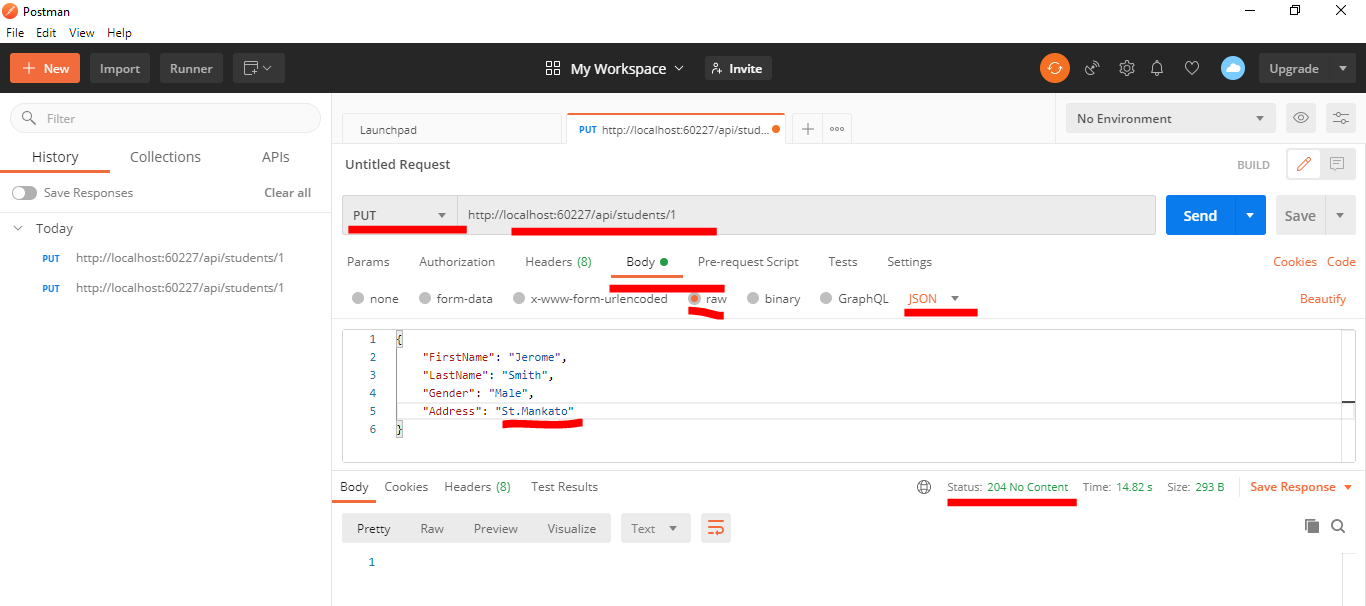 Postman
File Edit View Help
New Import Runner My Workspace Invite Upgrade
Filter
History Collections APIs
Save Responses Clear all
Today
PUT http://localhost:60227/api/students/1
PUT http://localhost:60227/api/students/1
Launchpad PUT http://localhost:60227/api/stud... No Environment
Untitled Request BUILD
PUT http://localhost:60227/api/students/1 Send Save
Params Authorization Headers (8) Body Pre-request Script Tests Settings Cookies Code
none form-data x-www-form-urlencoded raw binary GraphQL JSON Beautify
1 {
2 "FirstName": "Jerome",
3 "LastName": "Smith",
4 "Gender": "Male",
5 "Address": "St.Mankato"
6 }
Body Cookies Headers (8) Test Results Status: 204 No Content Time: 14.82 s Size: 293 B Save Response
Pretty Raw Preview Visualize Text
1